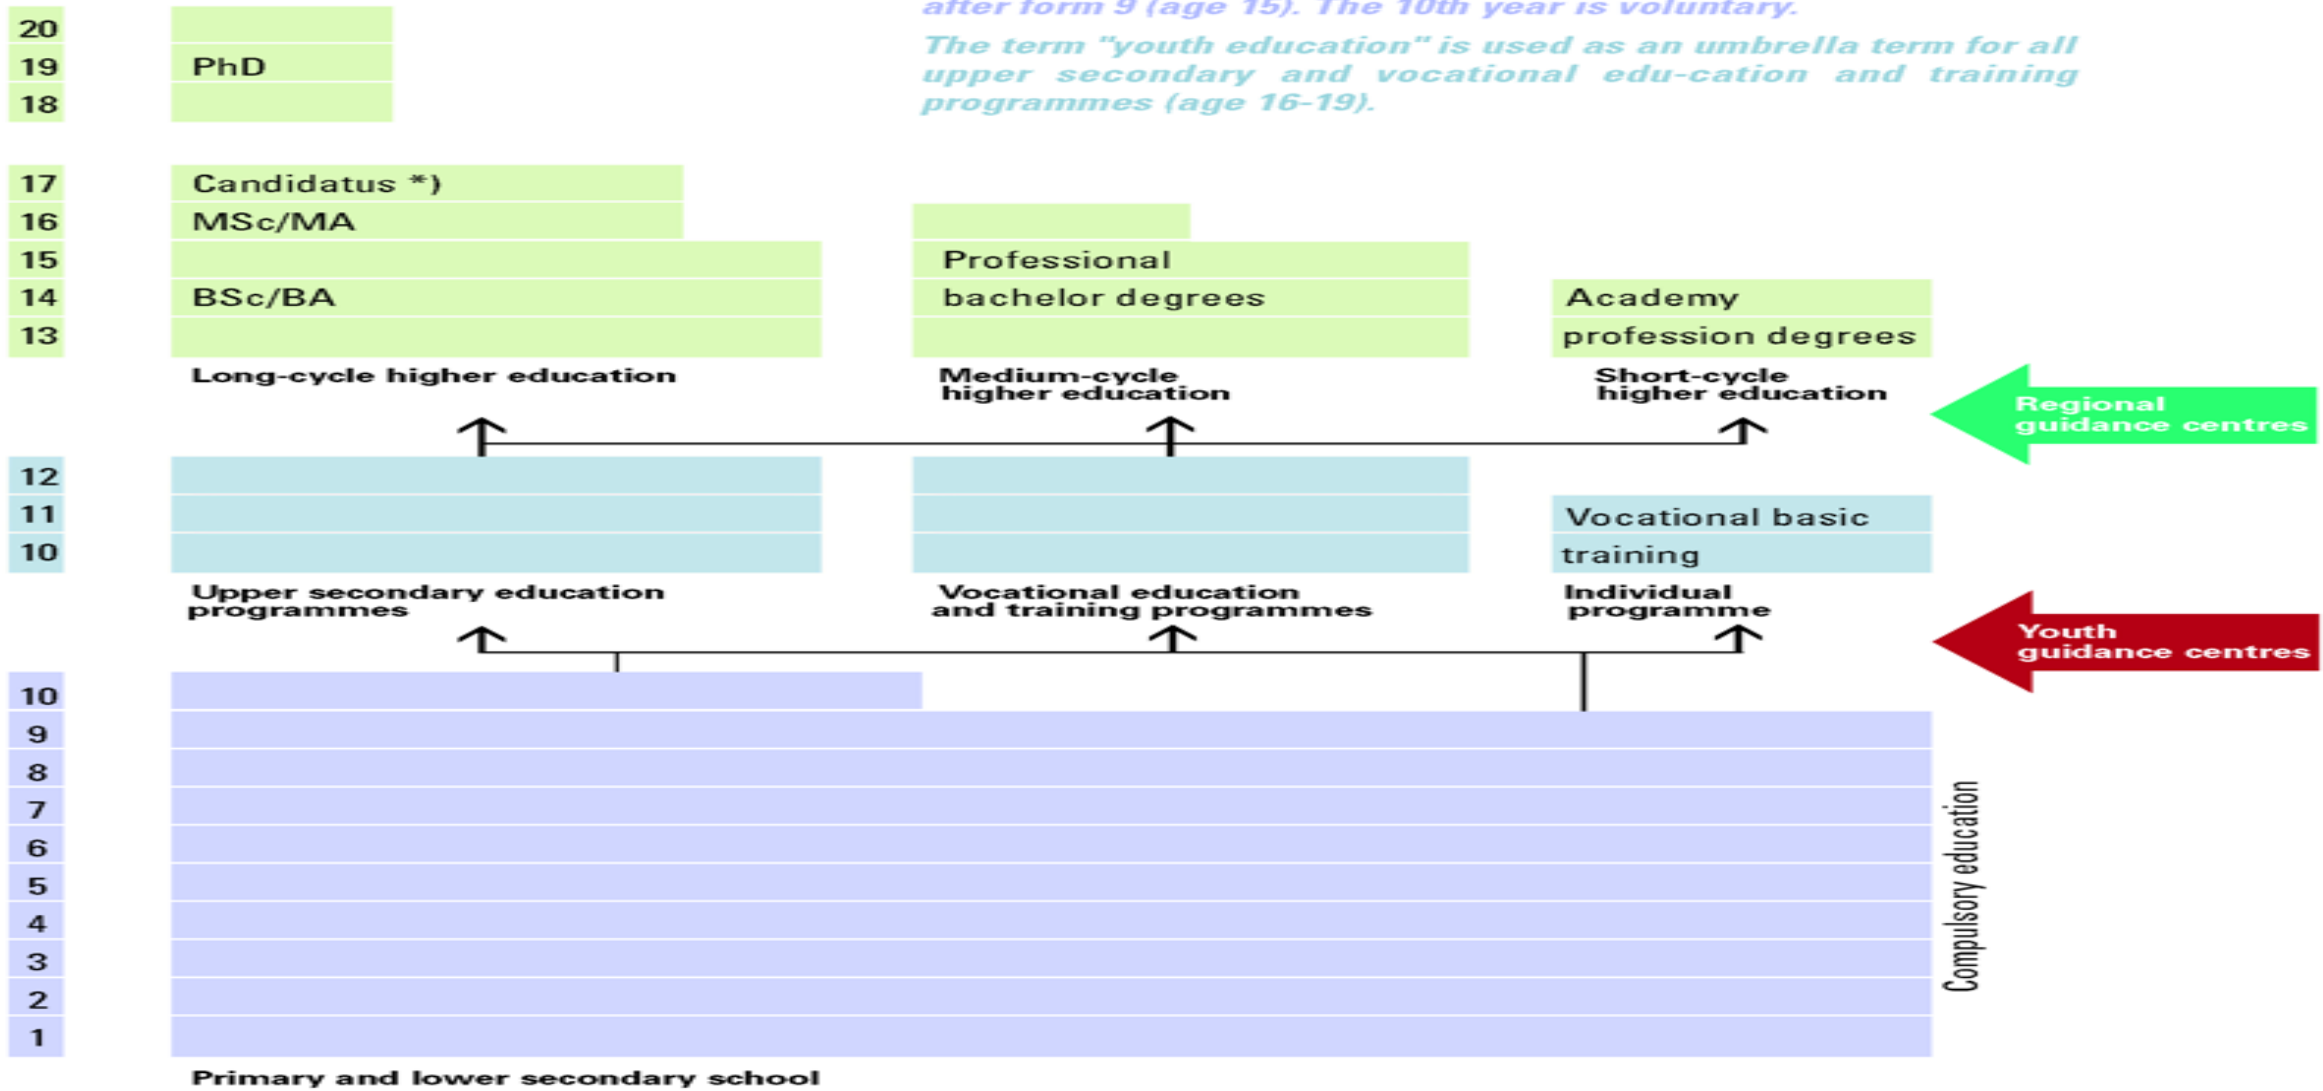 after form 9 (age 15). The 10th year is voluntary.
The term "youth education" is used as an umbrella term for all
upper secondary and vocational edu-cation and training
programmes (age 16-19).
20
19 PhD
18
17 Candidatus *)
16 MSc/MA
15 Professional
14 BSc/BA bachelor degrees Academy
13 profession degrees
Long-cycle higher education
Medium-cycle
higher education
Short-cycle
higher education
Regional
guidance centres
12
11 Vocational basic
10 training
Upper secondary education
programmes
Vocational education
and training programmes
Individual
programme
Youth
guidance centres
10
9
8
7
6
5
4
3
2
1
Compulsory education
Primary and lower secondary school